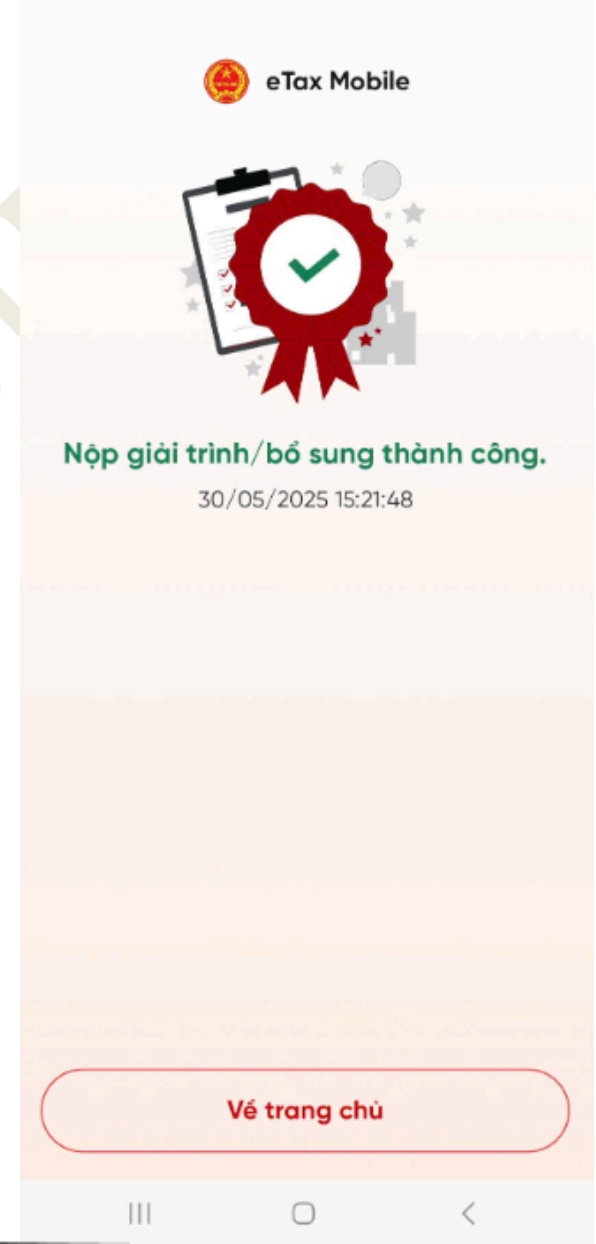 eTax Mobile
Nộp giải trình/bổ sung thành công.
30/05/2025 15:21:48
Về trang chủ